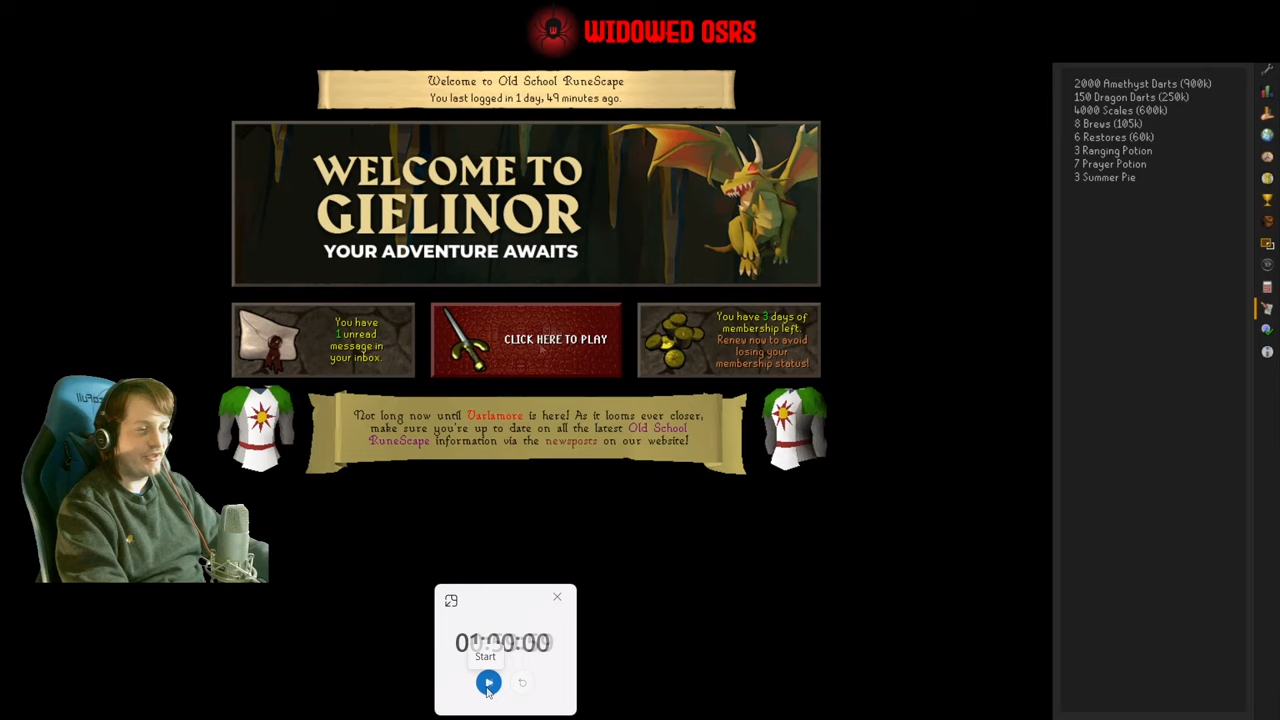 W
WIDOWED OSRS
Welcome to Old School RuneScape
You last logged in 1 day, 49 minutes ago.
WELCOME TO
GIELINOR
YOUR ADVENTURE AWAITS
You have
1 unread
message in
your inbox.
CLICK HERE TO PLAY
You have 3 days of
membership left.
Renew now to avoid
losing your
membership status!
Not long now until Varlamore is here! As it looms ever closer,
make sure you're up to date on all the latest Old School
RuneScape information via the newsposts on our website!
2000 Amethyst Darts (900k)
150 Dragon Darts (250k)
4000 Scales (600k)
8 Brews (105k)
6 Restores (60k)
3 Ranging Potion
7 Prayer Potion
3 Summer Pie
01:00:00
Start